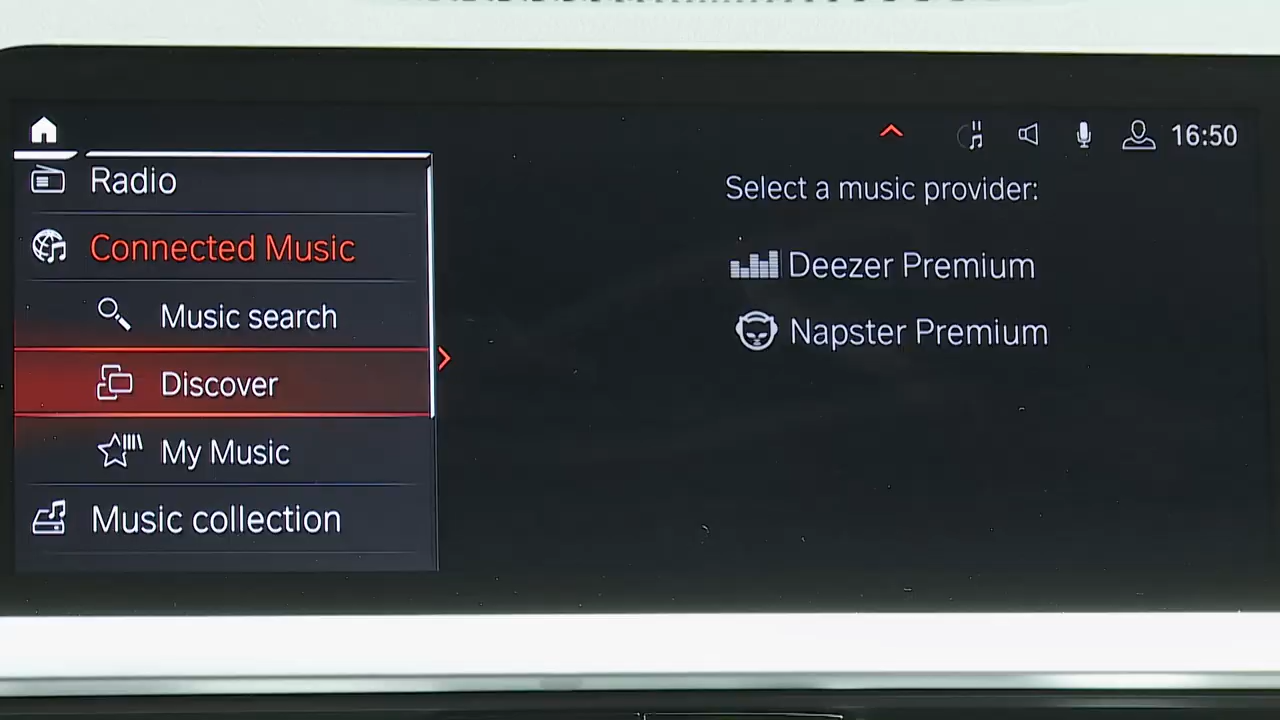 16:50
Radio
Connected Music
Music search
Discover
My Music
Music collection
Select a music provider:
Deezer Premium
Napster Premium